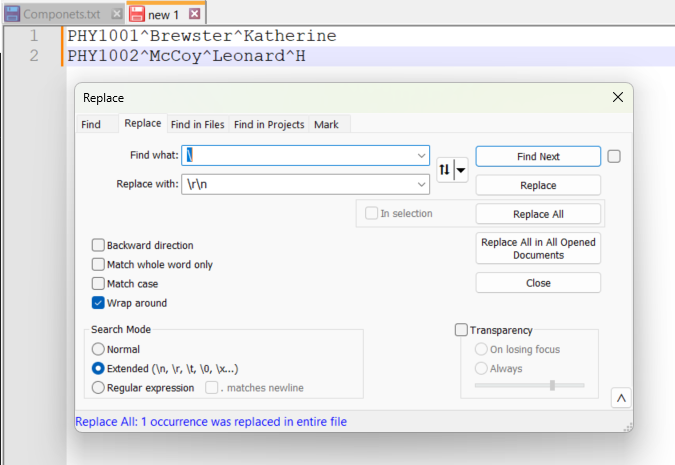 Componets.txt new 1
1 PHY1001^Brewster^Katherine
2 PHY1002^McCoy^Leonard^H
Replace
Find Replace Find in Files Find in Projects Mark
Find what: \ Find Next
Replace with: \r\n Replace
In selection Replace All
Backward direction Replace All in All Opened
Documents
Match whole word only
Match case Close
Wrap around
Search Mode Transparency
Normal On losing focus
Extended (\n, \r, \t, \0, \x...) Always
Regular expression . matches newline
Replace All: 1 occurrence was replaced in entire file